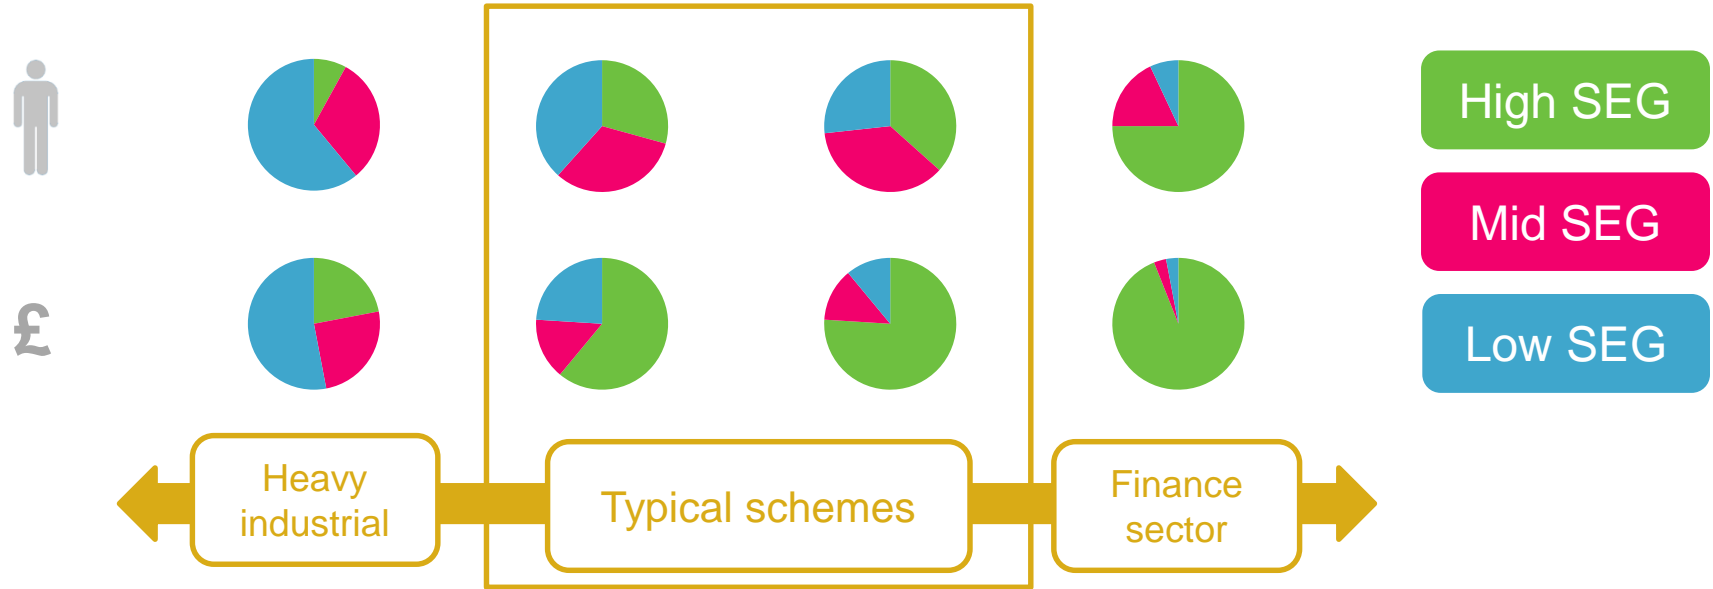 High SEG
Mid SEG
£
Low SEG
Heavy
industrial
Typical schemes
Finance
sector